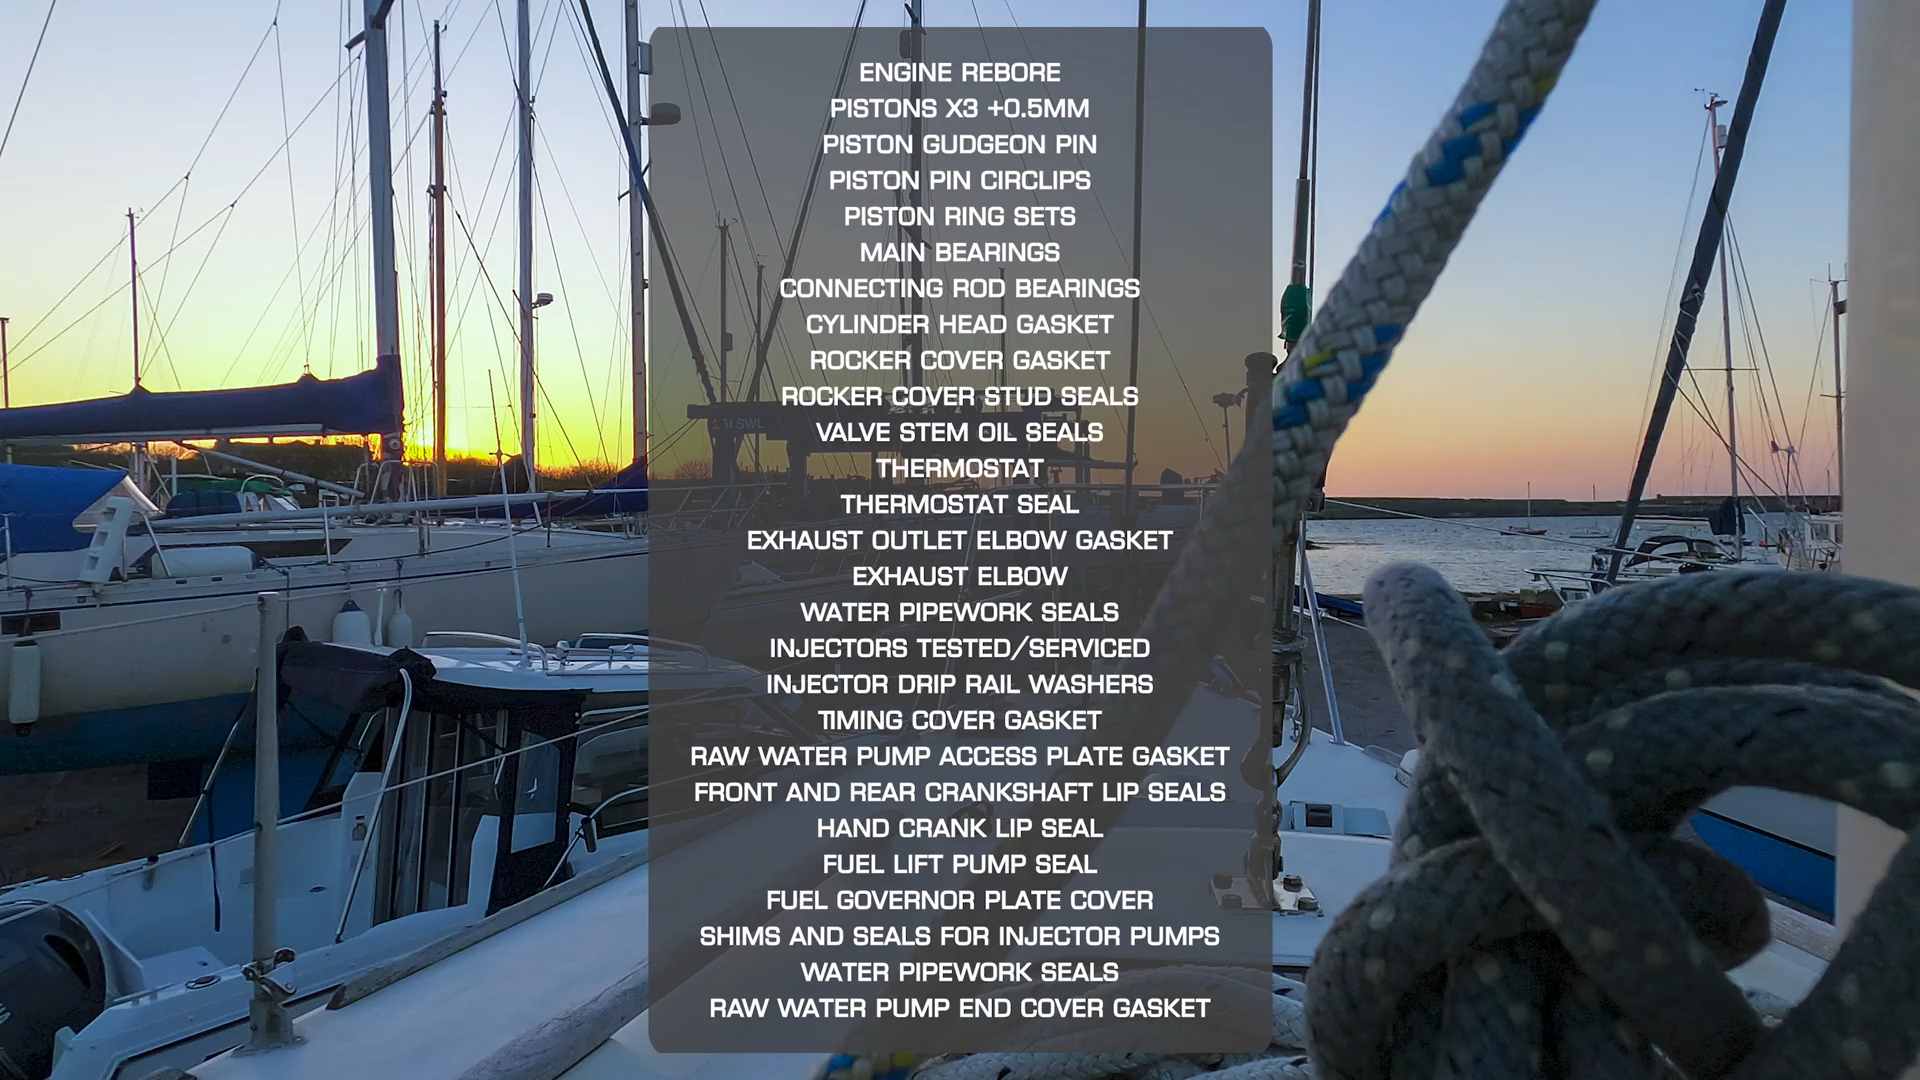 ENGINE REBORE
PISTONS X3 +0.5MM
PISTON GUDGEON PIN
PISTON PIN CIRCLIPS
PISTON RING SETS
MAIN BEARINGS
CONNECTING ROD BEARINGS
CYLINDER HEAD GASKET
ROCKER COVER GASKET
ROCKER COVER STUD SEALS
VALVE STEM OIL SEALS
THERMOSTAT
THERMOSTAT SEAL
EXHAUST OUTLET ELBOW GASKET
EXHAUST ELBOW
WATER PIPEWORK SEALS
INJECTORS TESTED/SERVICED
INJECTOR DRIP RAIL WASHERS
TIMING COVER GASKET
RAW WATER PUMP ACCESS PLATE GASKET
FRONT AND REAR CRANKSHAFT LIP SEALS
HAND CRANK LIP SEAL
FUEL LIFT PUMP SEAL
FUEL GOVERNOR PLATE COVER
SHIMS AND SEALS FOR INJECTOR PUMPS
WATER PIPEWORK SEALS
RAW WATER PUMP END COVER GASKET